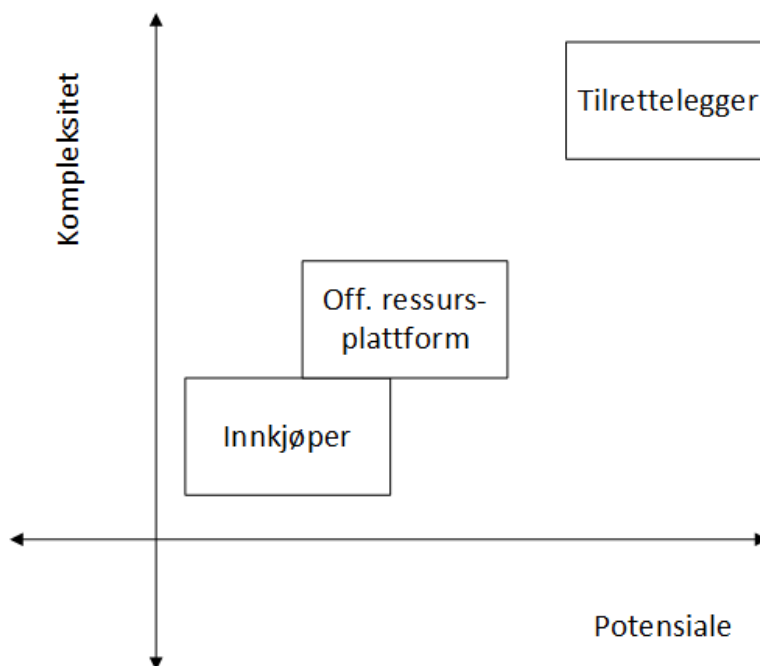 Kompleksitet
Tilrettelegger
Off. ressurs-
plattform
Innkjøper
Potensiale